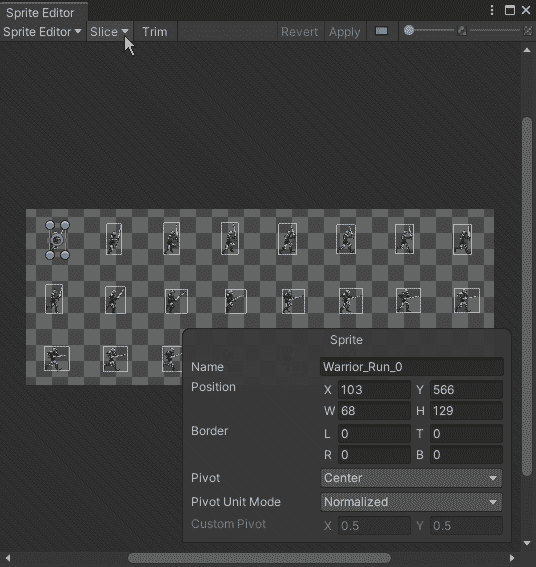 Sprite Editor
Sprite Editor Slice Trim Revert Apply
Sprite
Name Warrior_Run_0
Position X 103 Y 566
W 68 H 129
Border L 0 T 0
R 0 B 0
Pivot Center
Pivot Unit Mode Normalized
Custom Pivot X 0.5 Y 0.5